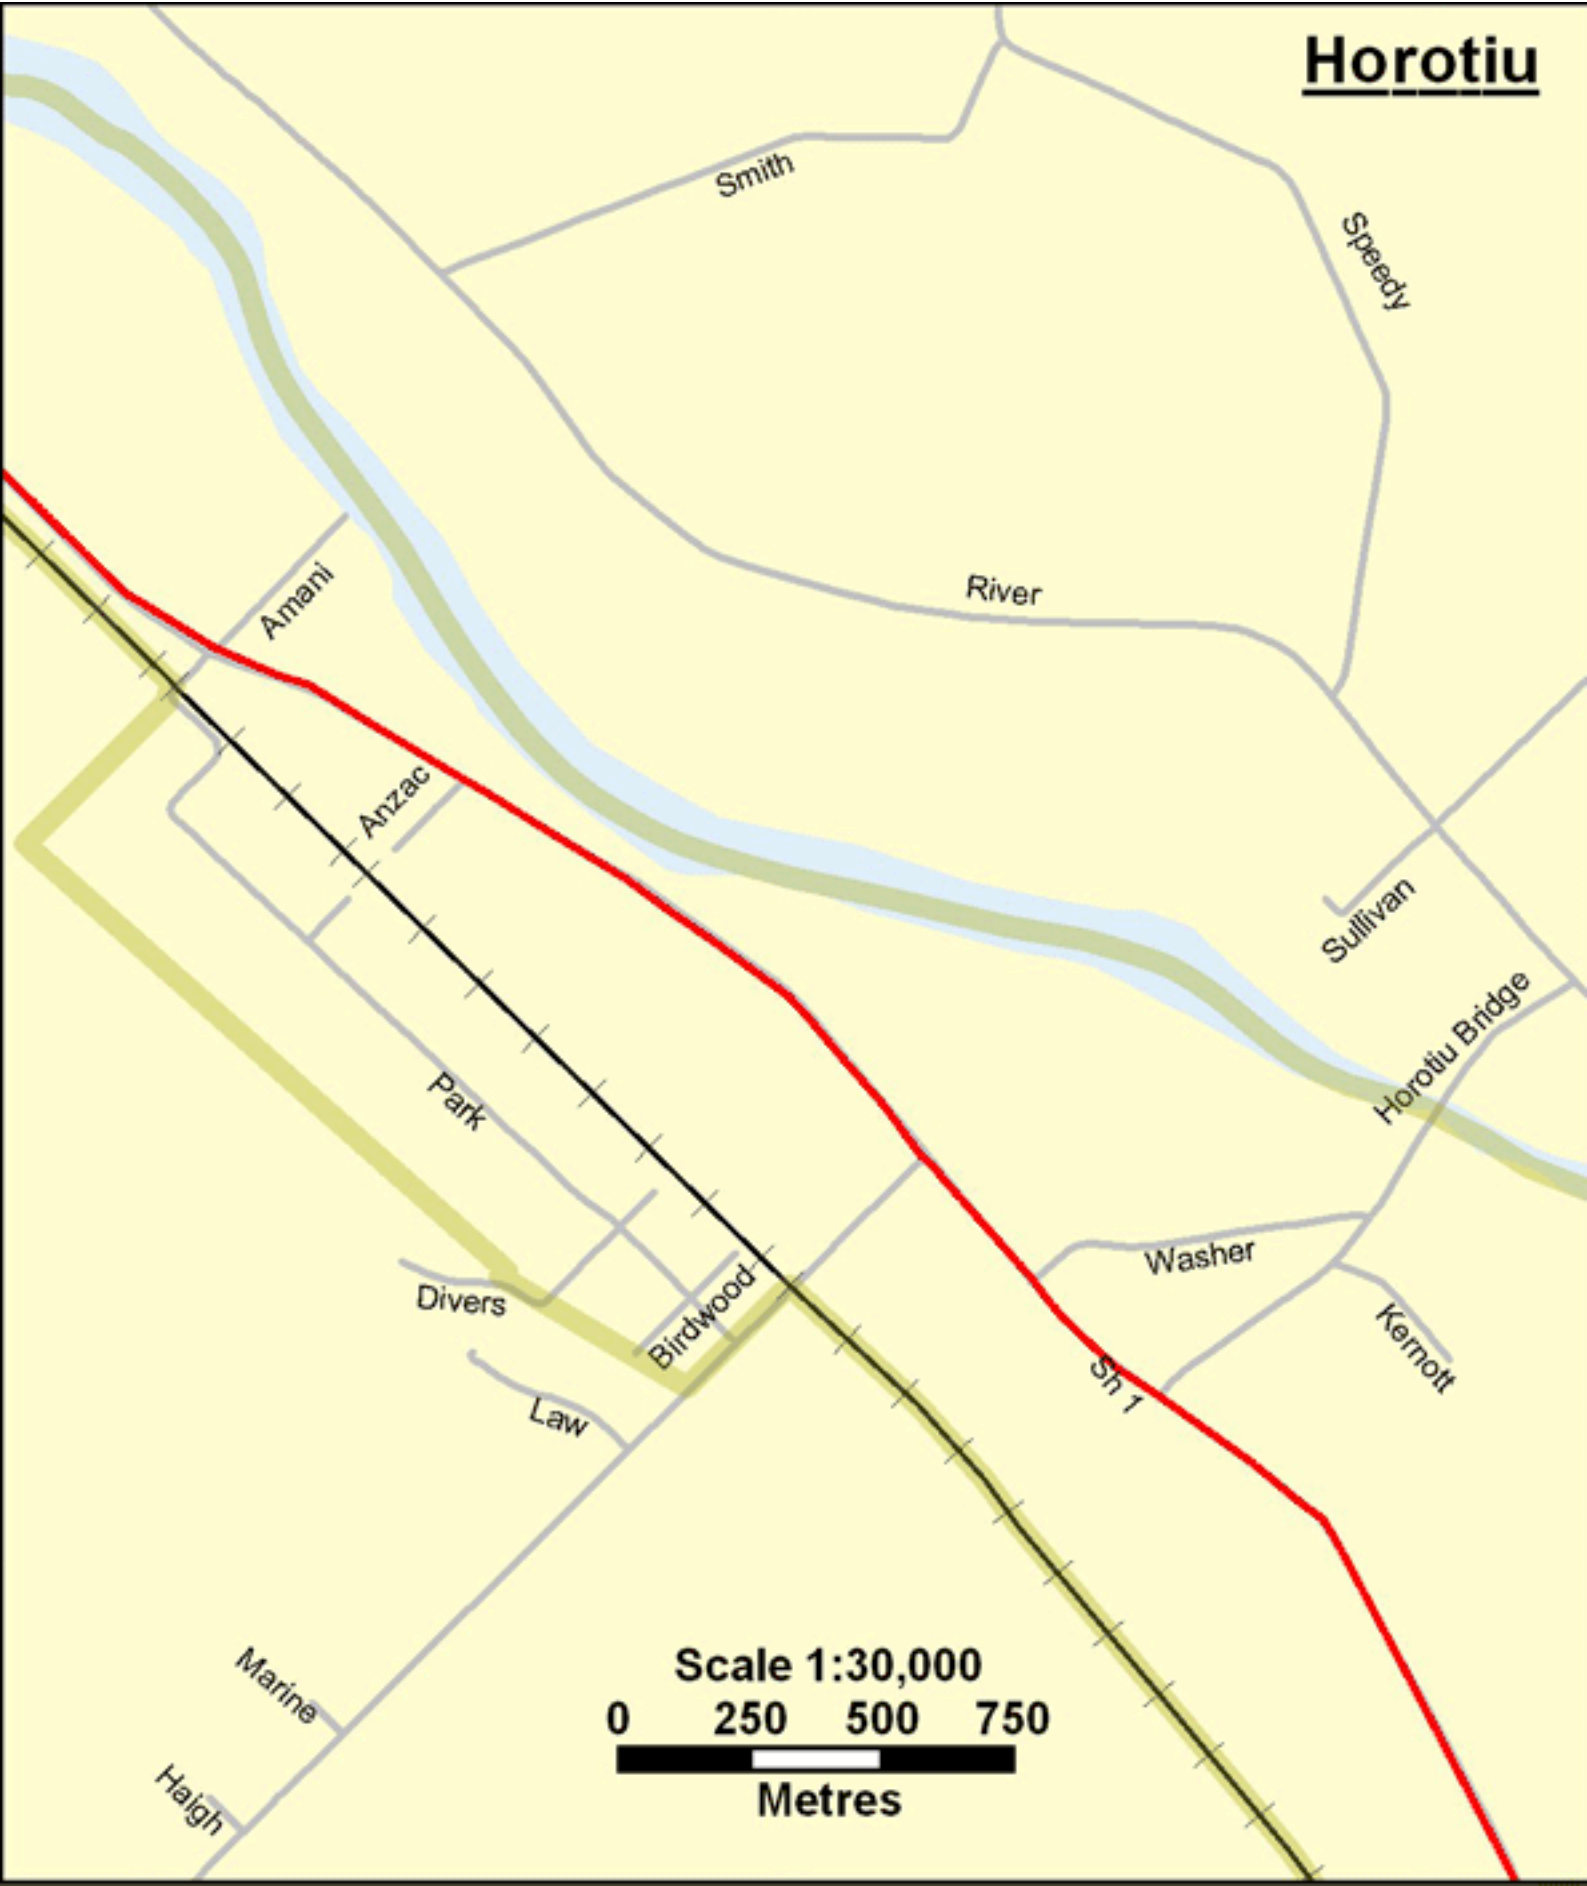 Horotiu
Smith
Speedy
Amani
River
Anzac
Sullivan
Horotiu Bridge
Park
Washer
Divers
Birdwood
Kernott
Sh 1
Law
Marine
Haigh
Scale 1:30,000
0 250 500 750
Metres